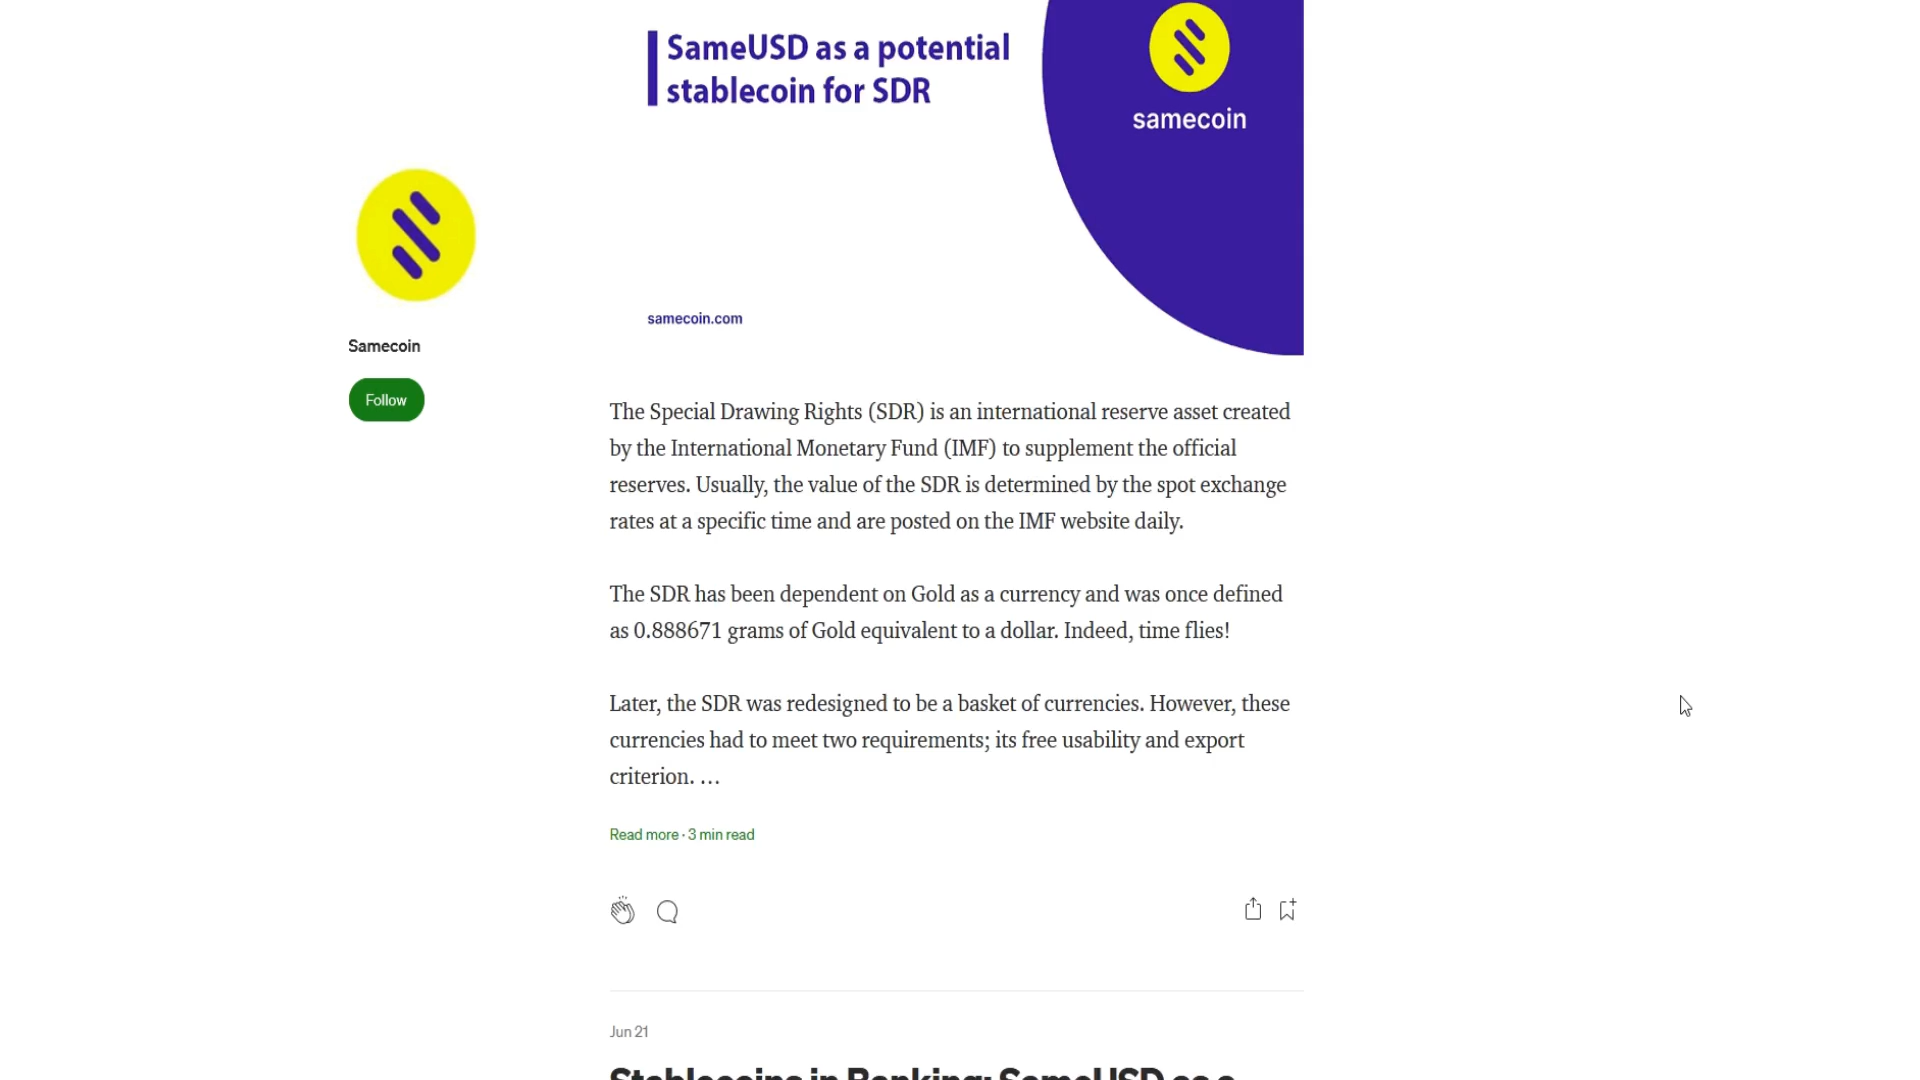 SameUSD as a potential
stablecoin for SDR
samecoin
samecoin.com
Samecoin
Follow
The Special Drawing Rights (SDR) is an international reserve asset created
by the International Monetary Fund (IMF) to supplement the official
reserves. Usually, the value of the SDR is determined by the spot exchange
rates at a specific time and are posted on the IMF website daily.
The SDR has been dependent on Gold as a currency and was once defined
as 0.888671 grams of Gold equivalent to a dollar. Indeed, time flies!
Later, the SDR was redesigned to be a basket of currencies. However, these
currencies had to meet two requirements; its free usability and export
criterion. …
Read more · 3 min read
Jun 21
Stablecoins in Banking: SameUSD as a